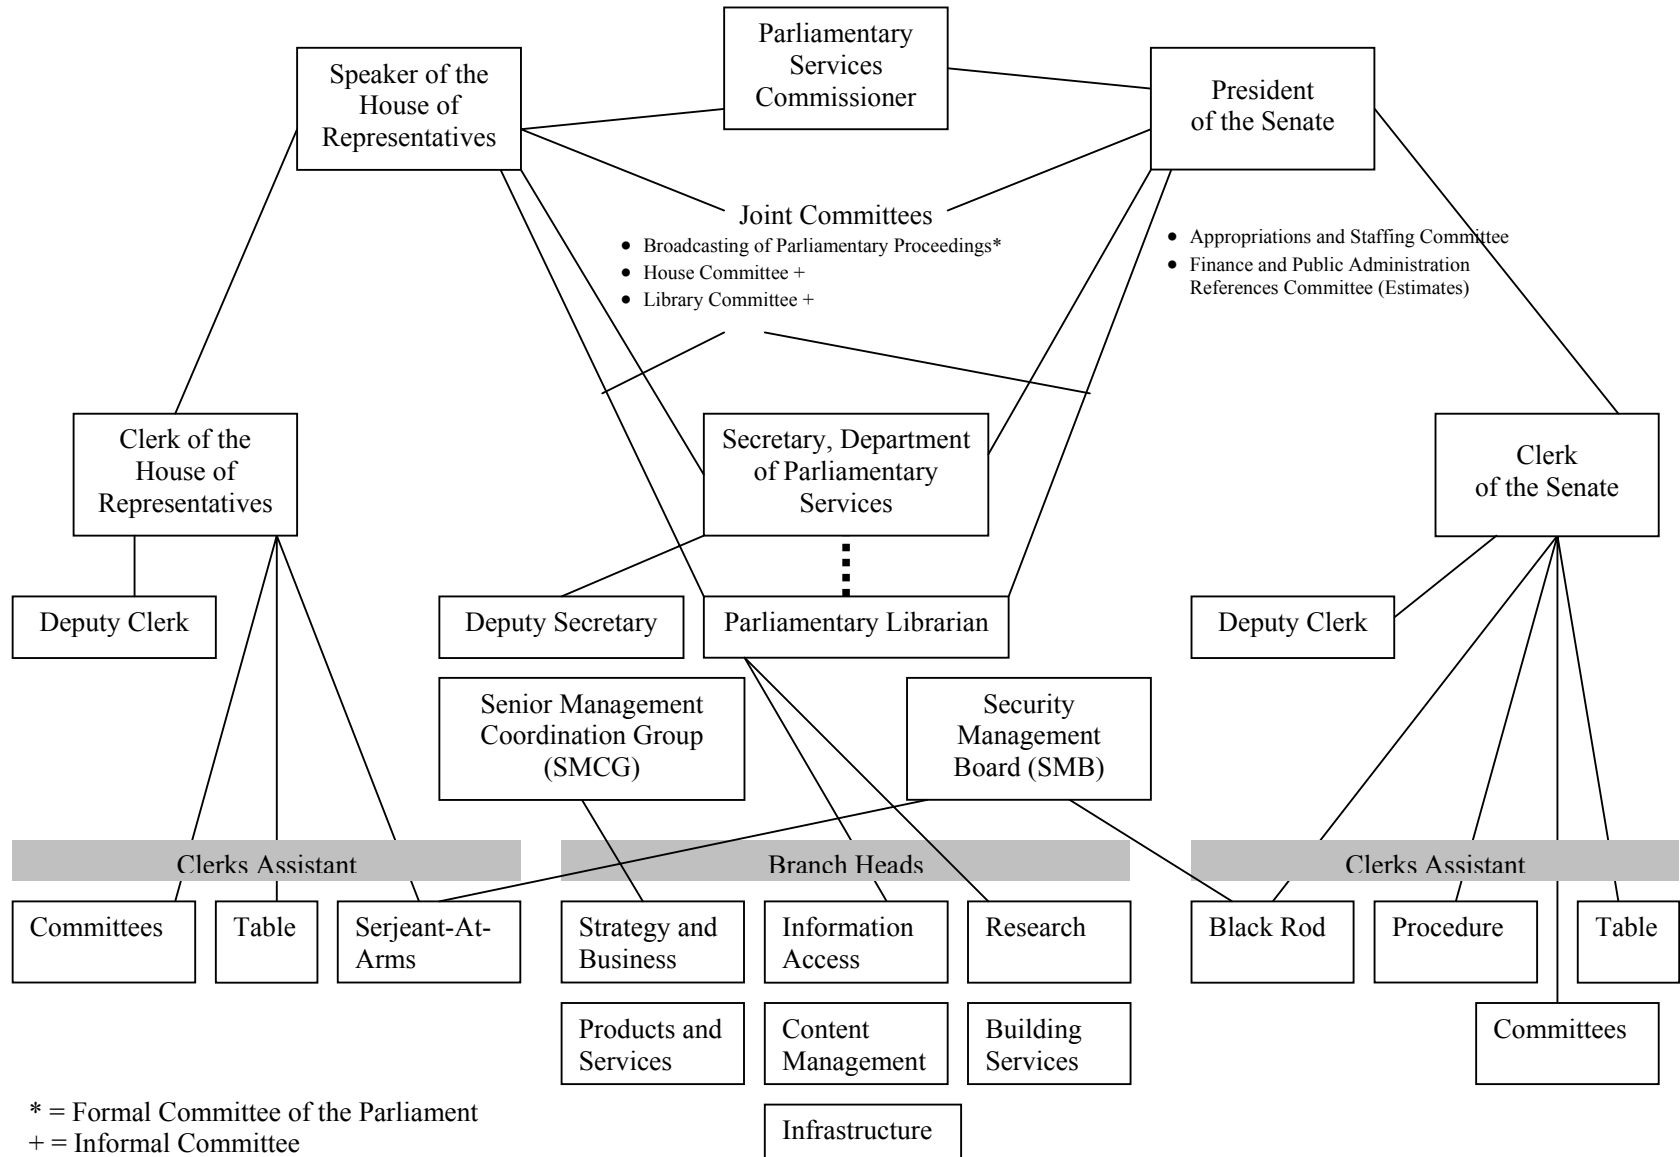 Parliamentary
Services
Commissioner
Speaker of the
House of
Representatives
President
of the Senate
Joint Committees
• Broadcasting of Parliamentary Proceedings*
• House Committee +
• Library Committee +
• Appropriations and Staffing Committee
• Finance and Public Administration
References Committee (Estimates)
Clerk of the
House of
Representatives
Secretary, Department
of Parliamentary
Services
Clerk
of the Senate
Deputy Clerk
Deputy Secretary
Parliamentary Librarian
Deputy Clerk
Senior Management
Coordination Group
(SMCG)
Security
Management
Board (SMB)
Clerks Assistant
Branch Heads
Clerks Assistant
Committees
Table
Serjeant-At-
Arms
Strategy and
Business
Information
Access
Research
Black Rod
Procedure
Table
Products and
Services
Content
Management
Building
Services
Committees
Infrastructure
* = Formal Committee of the Parliament
+ = Informal Committee